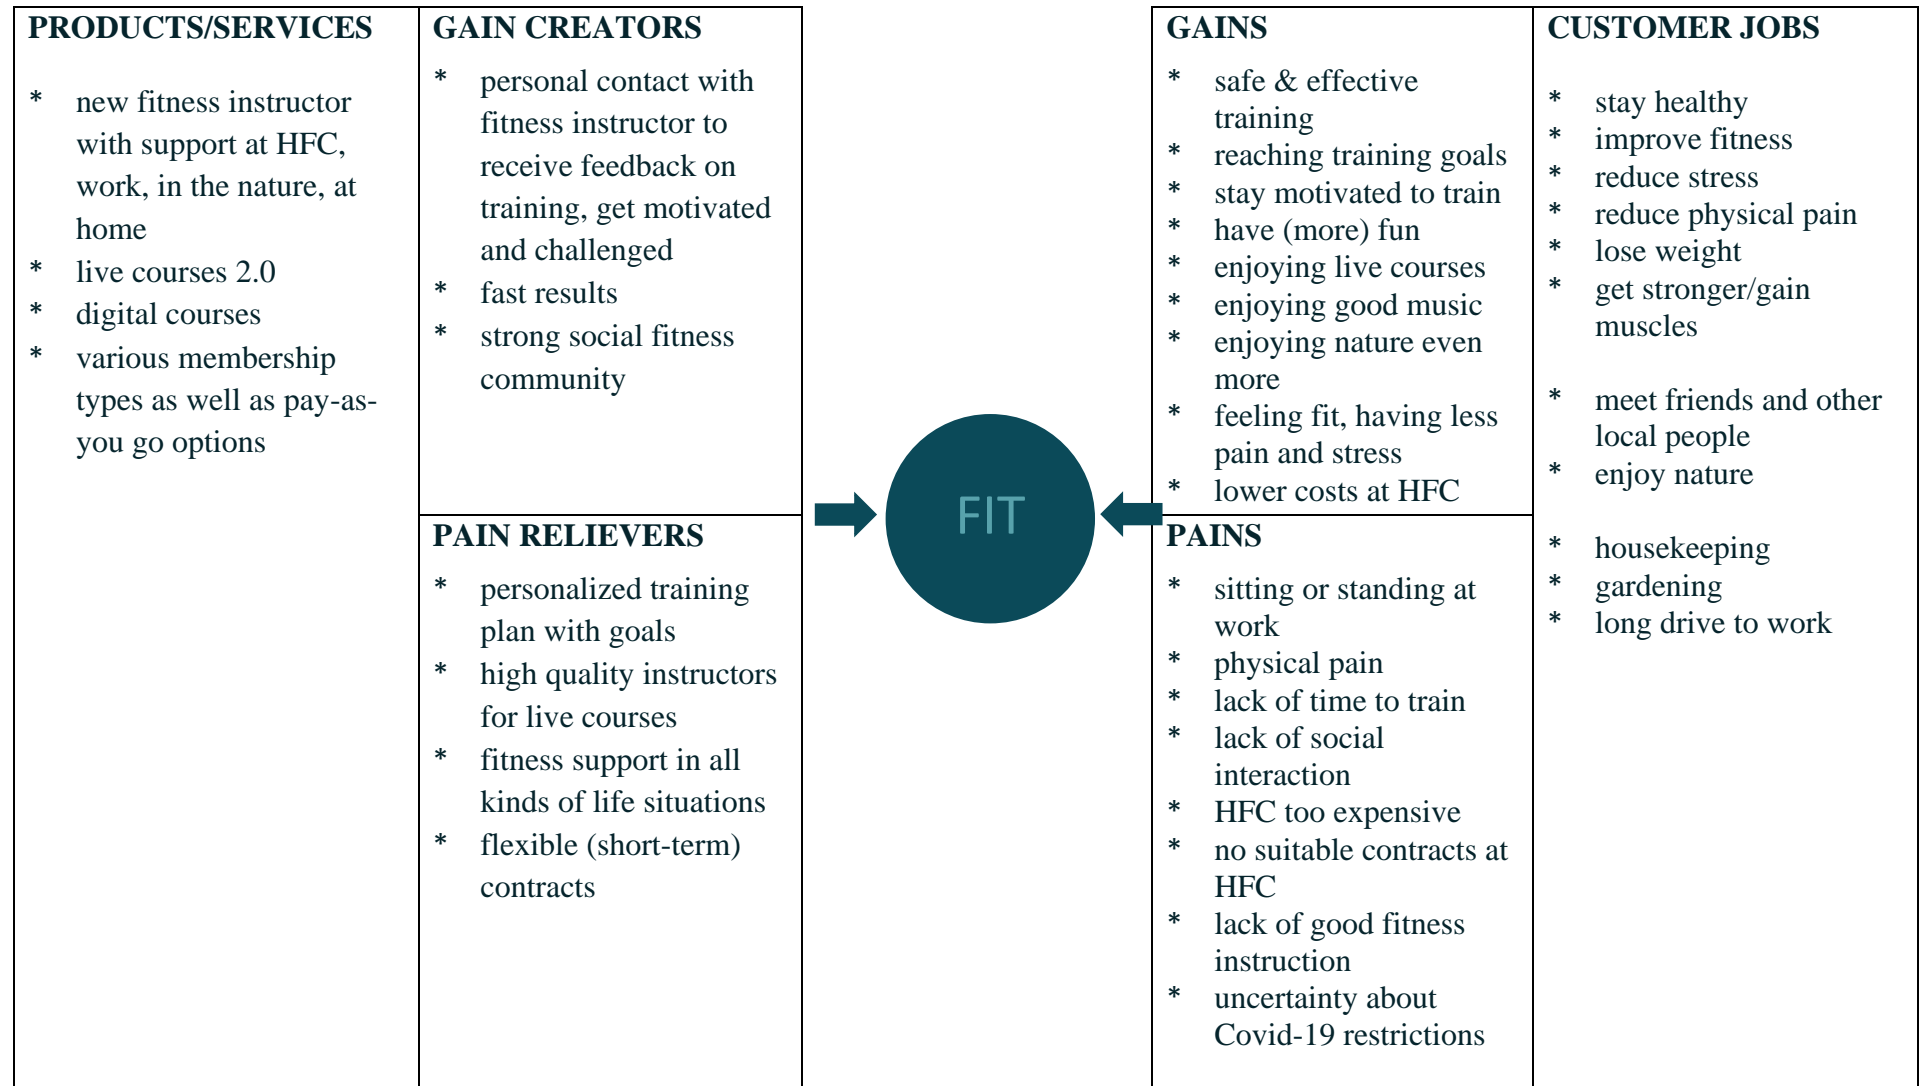 PRODUCTS/SERVICES
* new fitness instructor
with support at HFC,
work, in the nature, at
home
* live courses 2.0
* digital courses
* various membership
types as well as pay-as-
you go options
GAIN CREATORS
* personal contact with
fitness instructor to
receive feedback on
training, get motivated
and challenged
* fast results
* strong social fitness
community
PAIN RELIEVERS
* personalized training
plan with goals
* high quality instructors
for live courses
* fitness support in all
kinds of life situations
* flexible (short-term)
contracts
FIT
GAINS
* safe & effective
training
* reaching training goals
* stay motivated to train
* have (more) fun
* enjoying live courses
* enjoying good music
* enjoying nature even
more
* feeling fit, having less
pain and stress
* lower costs at HFC
PAINS
* sitting or standing at
work
* physical pain
* lack of time to train
* lack of social
interaction
* HFC too expensive
* no suitable contracts at
HFC
* lack of good fitness
instruction
* uncertainty about
Covid-19 restrictions
CUSTOMER JOBS
* stay healthy
* improve fitness
* reduce stress
* reduce physical pain
* lose weight
* get stronger/gain
muscles
* meet friends and other
local people
* enjoy nature
* housekeeping
* gardening
* long drive to work